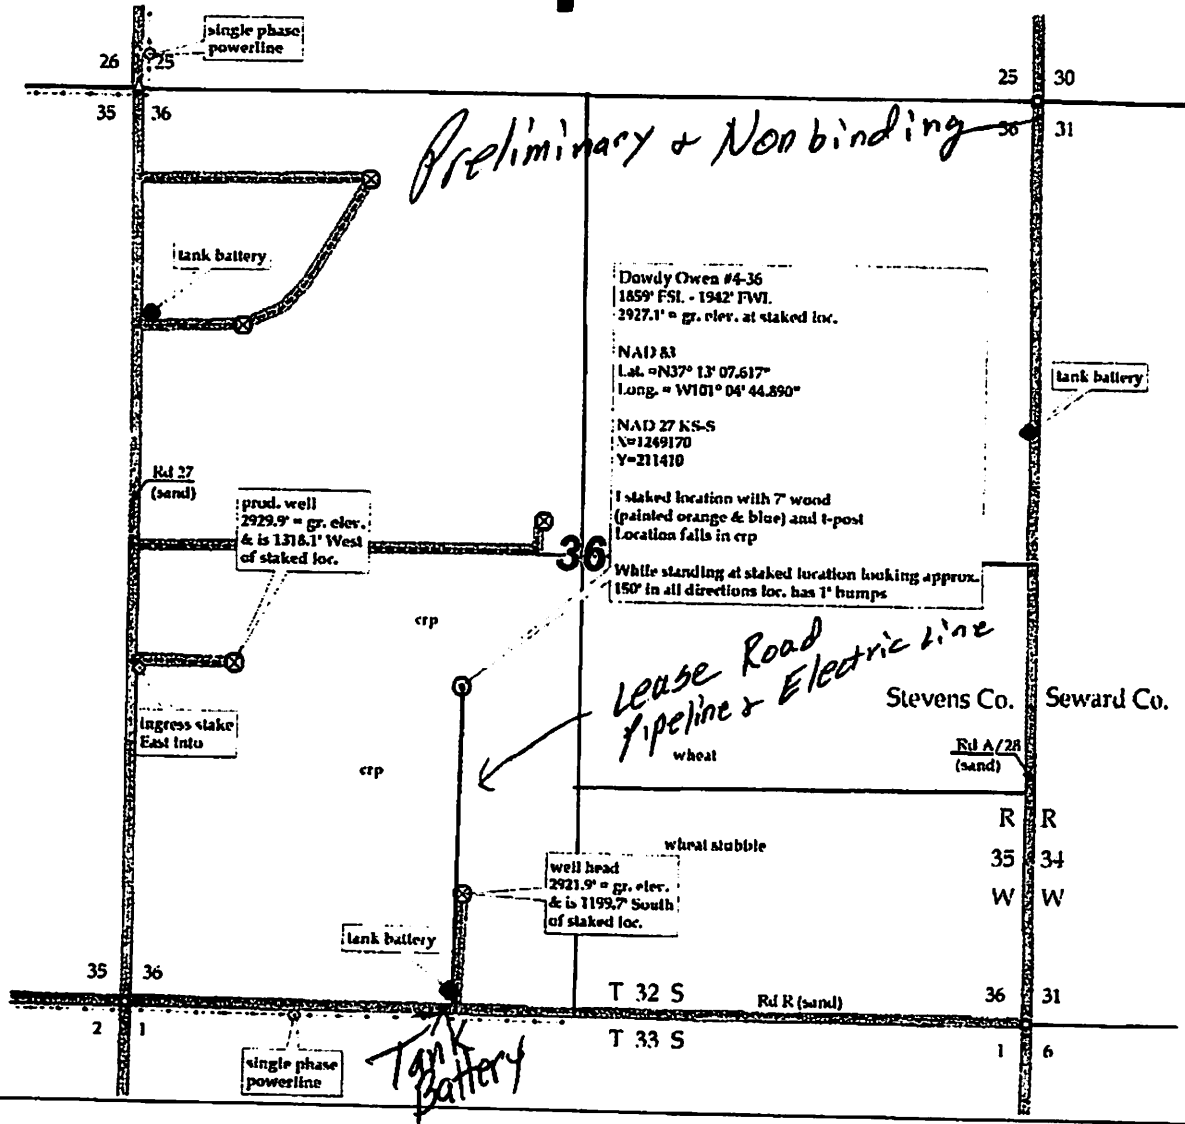 single phase
powerline
26 25
35 36
25 30
36 31
Preliminary & Nonbinding
tank battery
Dowdy Owen #4-36
1859' FSL - 1942' FWL
2927.1' = gr. elev. at staked loc.
NAD 83
Lat. =N37° 13' 07.617"
Long. = W101° 04' 44.890"
NAD 27 KS-S
X=1249170
Y=211410
I staked location with 7' wood
(painted orange & blue) and t-post
Location falls in crp
While standing at staked location looking approx.
150' in all directions loc. has 1' bumps
tank battery
Rd 27
(sand)
prod. well
2929.9' = gr. elev.
& is 1318.1' West
of staked loc.
36
crp
Lease Road
Pipeline & Electric Line
Stevens Co. Seward Co.
ingress stake
East into
wheat
Rd A/28
(sand)
crp
R R
35 34
W W
wheat stubble
well head
2921.9' = gr. elev.
& is 1199.7' South
of staked loc.
tank battery
35 36
T 32 S
Rd R (sand)
36 31
2 1
T 33 S
1 6
single phase
powerline
Tank
Battery